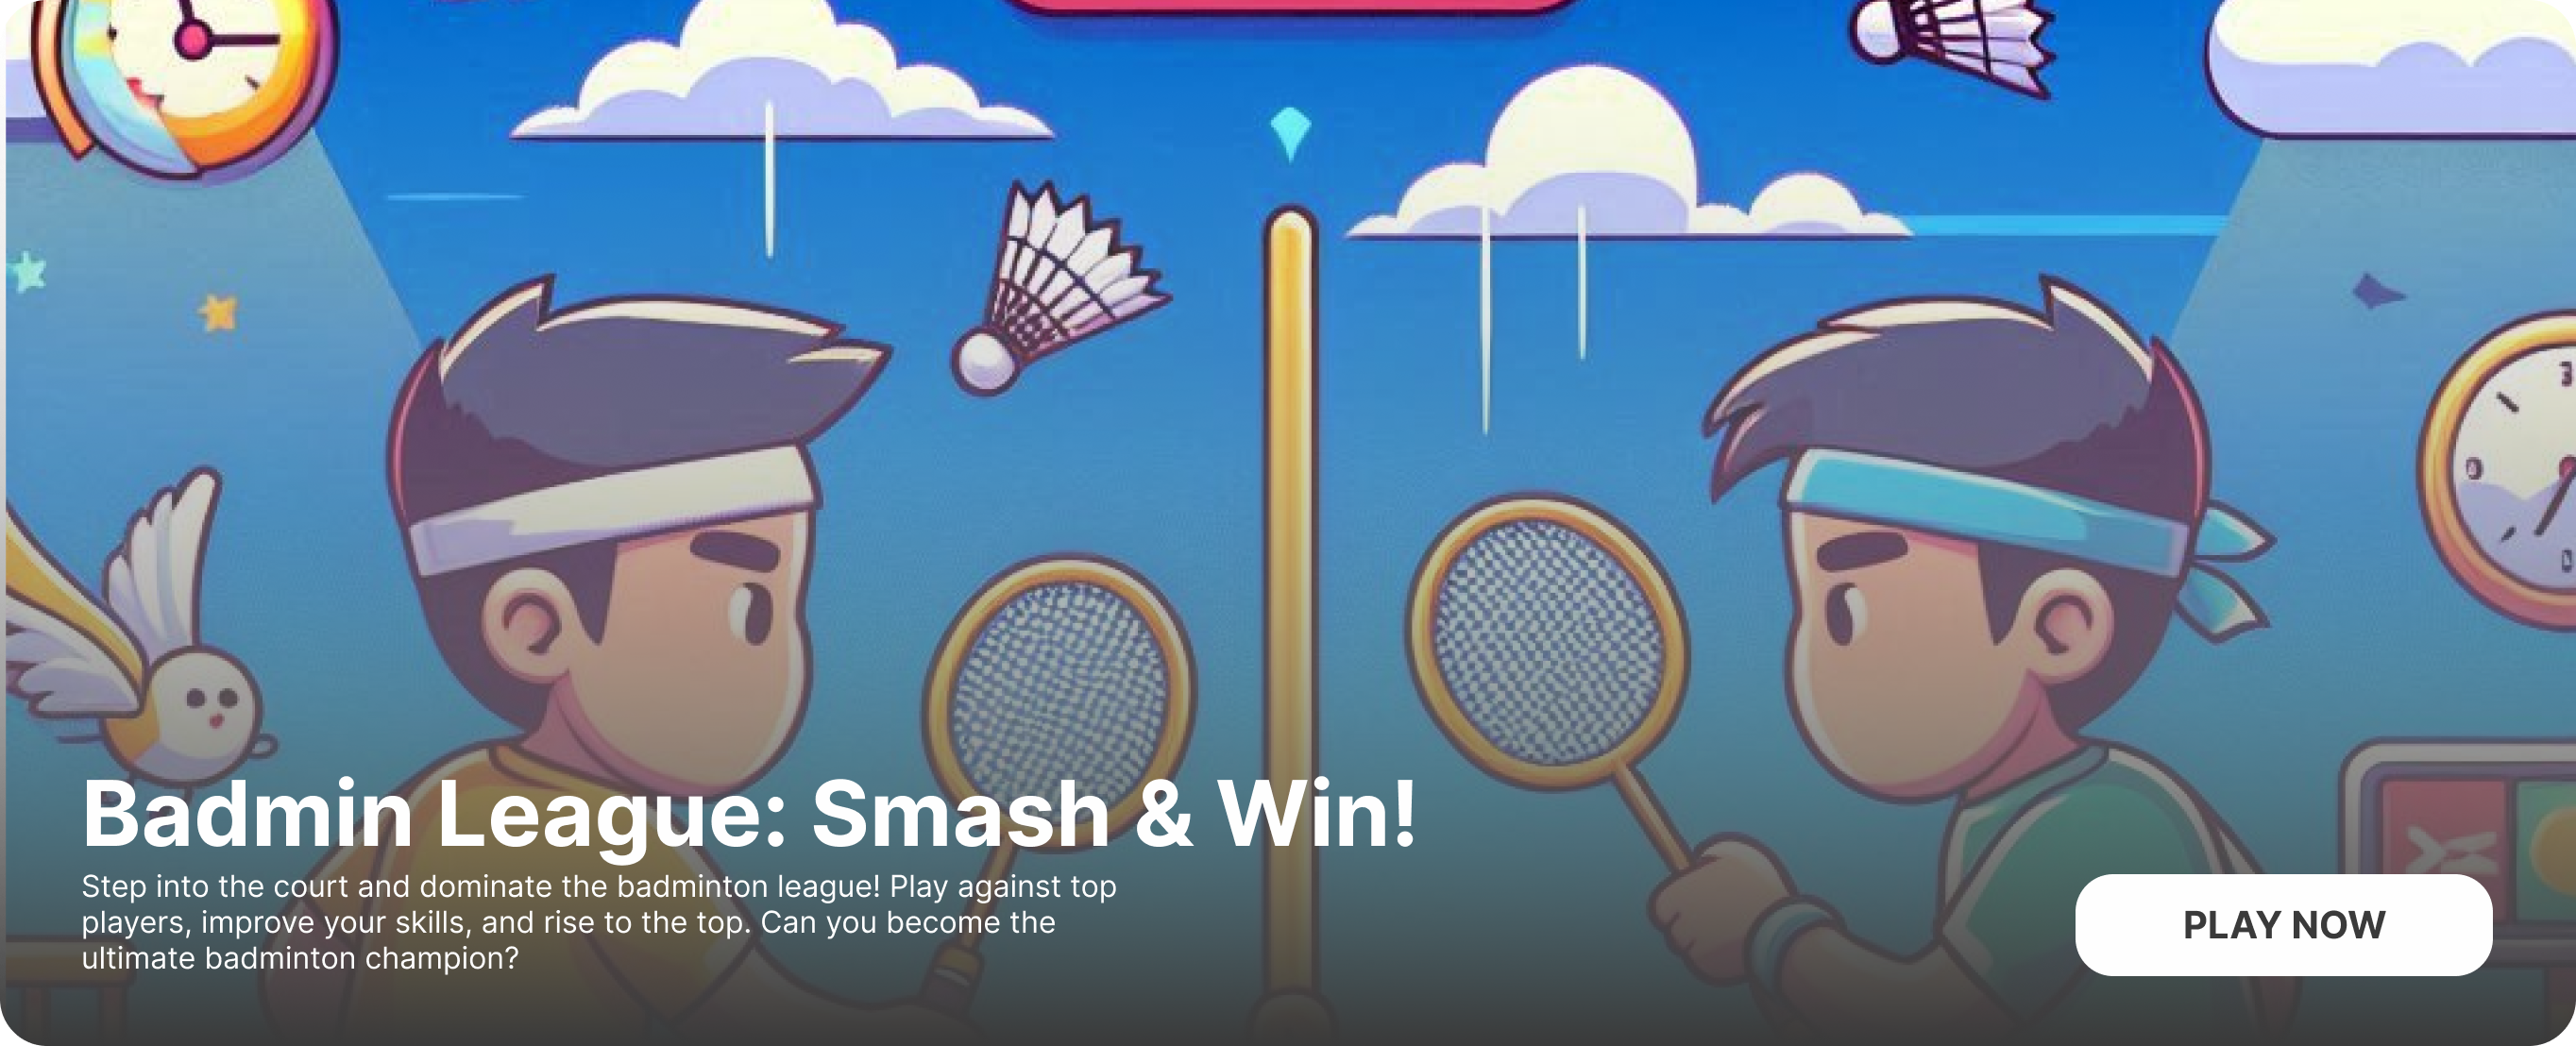 Badmin League: Smash & Win!
Step into the court and dominate the badminton league! Play against top
players, improve your skills, and rise to the top. Can you become the
ultimate badminton champion?
PLAY NOW